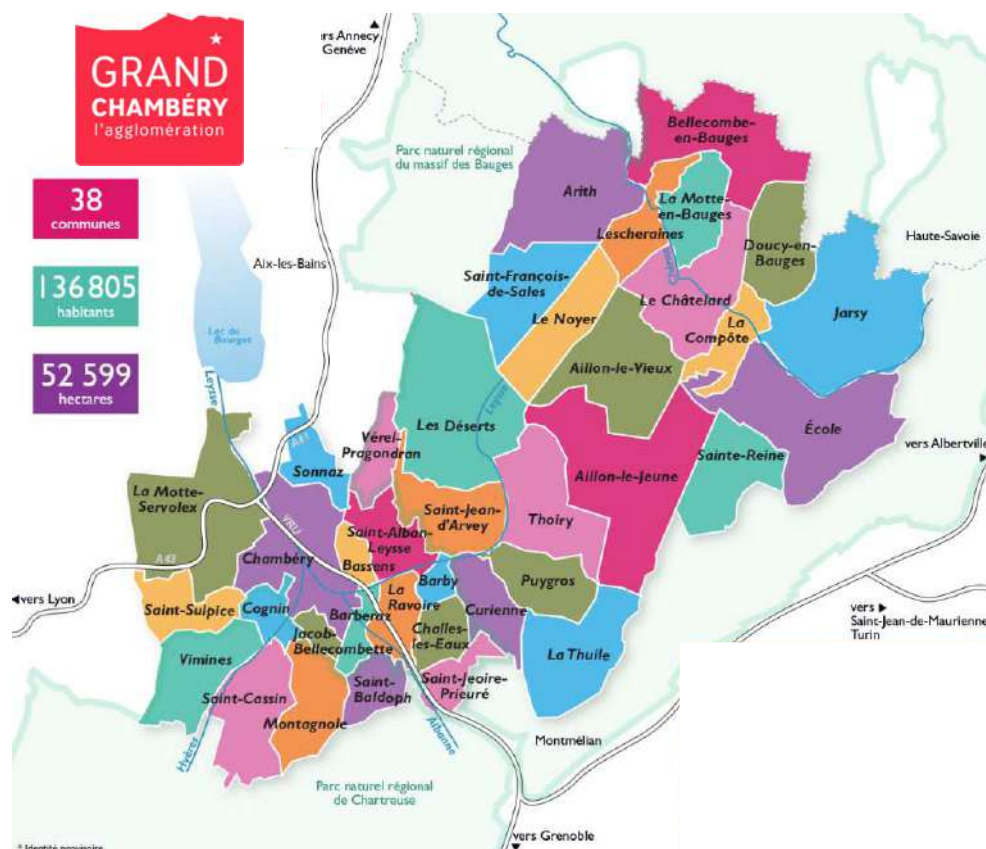 GRAND
CHAMBÉRY
l'agglomération
38
communes
136 805
habitants
52 599
hectares
ers Annecy
Genève
Parc naturel régional
du massif des Bauges
Aix-les-Bains
Lac du
Bourget
Leysse
A41
VRU
A43
Haute-Savoie
Bellecombe-
en-Bauges
Arith
La Motte-
en-Bauges
Lescheraines
Doucy-en-
Bauges
Saint-François-
de-Sales
Le Châtelard
Jarsy
Le Noyer
La
Compôte
Aillon-le-Vieux
École
Les Déserts
Leysse
Vérel-
Pragondran
Sonnaz
Aillon-le-Jeune
Sainte-Reine
vers Albertville
La Motte-
Servolex
Saint-Jean-
d'Arvey
Thoiry
Saint-Alban-
Leysse
Chambéry
Bassens
Barby
Puygros
vers Lyon
Saint-Sulpice
Cognin
La
Ravoire
Curienne
Barberaz
Jacob-
Bellecombette
Challes-
les-Eaux
vers
Saint-Jean-de-Maurienne
Turin
Vimines
La Thuile
Saint-Cassin
Saint-
Baldoph
Saint-Jeoire-
Prieuré
Montagnole
Hyères
Albanne
Montmélian
Parc naturel régional
de Chartreuse
vers Grenoble
* Identité provisoire